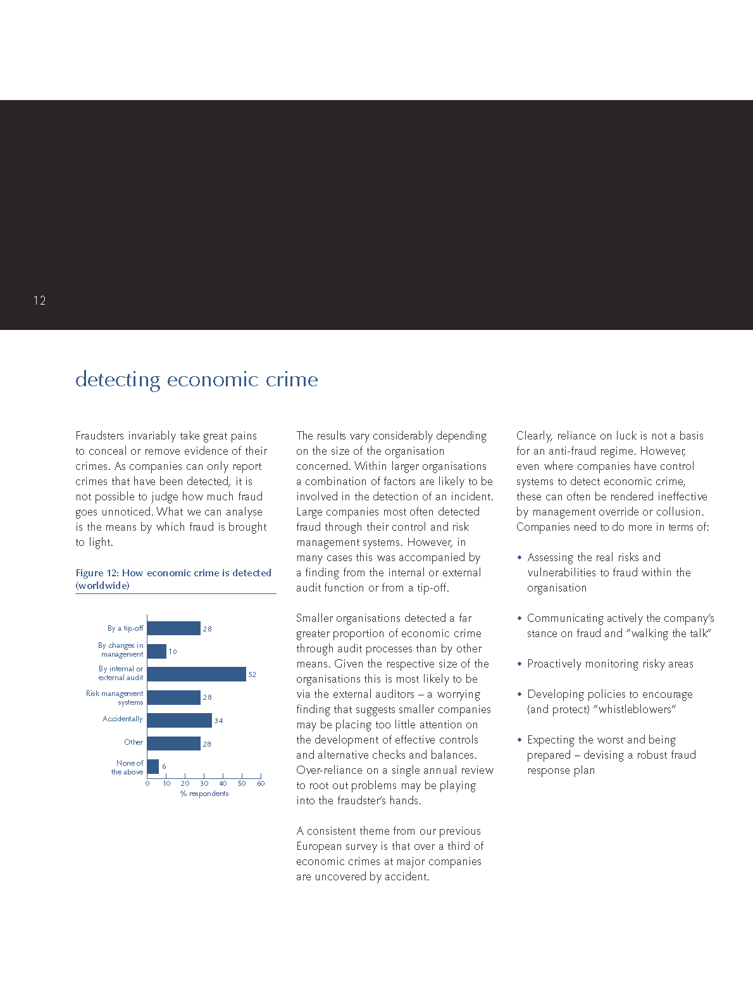 12
detecting economic crime
Fraudsters invariably take great pains
to conceal or remove evidence of their
crimes. As companies can only report
crimes that have been detected, it is
not possible to judge how much fraud
goes unnoticed. What we can analyse
is the means by which fraud is brought
to light.
Figure 12: How economic crime is detected
(worldwide)
By a tip-off 28
By changes in
management 10
By internal or
external audit 52
Risk management
systems 28
Accidentally 34
Other 28
None of
the above 6
0 10 20 30 40 50 60
% respondents
The results vary considerably depending
on the size of the organisation
concerned. Within larger organisations
a combination of factors are likely to be
involved in the detection of an incident.
Large companies most often detected
fraud through their control and risk
management systems. However, in
many cases this was accompanied by
a finding from the internal or external
audit function or from a tip-off.
Smaller organisations detected a far
greater proportion of economic crime
through audit processes than by other
means. Given the respective size of the
organisations this is most likely to be
via the external auditors – a worrying
finding that suggests smaller companies
may be placing too little attention on
the development of effective controls
and alternative checks and balances.
Over-reliance on a single annual review
to root out problems may be playing
into the fraudster's hands.
A consistent theme from our previous
European survey is that over a third of
economic crimes at major companies
are uncovered by accident.
Clearly, reliance on luck is not a basis
for an anti-fraud regime. However,
even where companies have control
systems to detect economic crime,
these can often be rendered ineffective
by management override or collusion.
Companies need to do more in terms of:
• Assessing the real risks and
vulnerabilities to fraud within the
organisation
• Communicating actively the company's
stance on fraud and "walking the talk"
• Proactively monitoring risky areas
• Developing policies to encourage
(and protect) "whistleblowers"
• Expecting the worst and being
prepared – devising a robust fraud
response plan